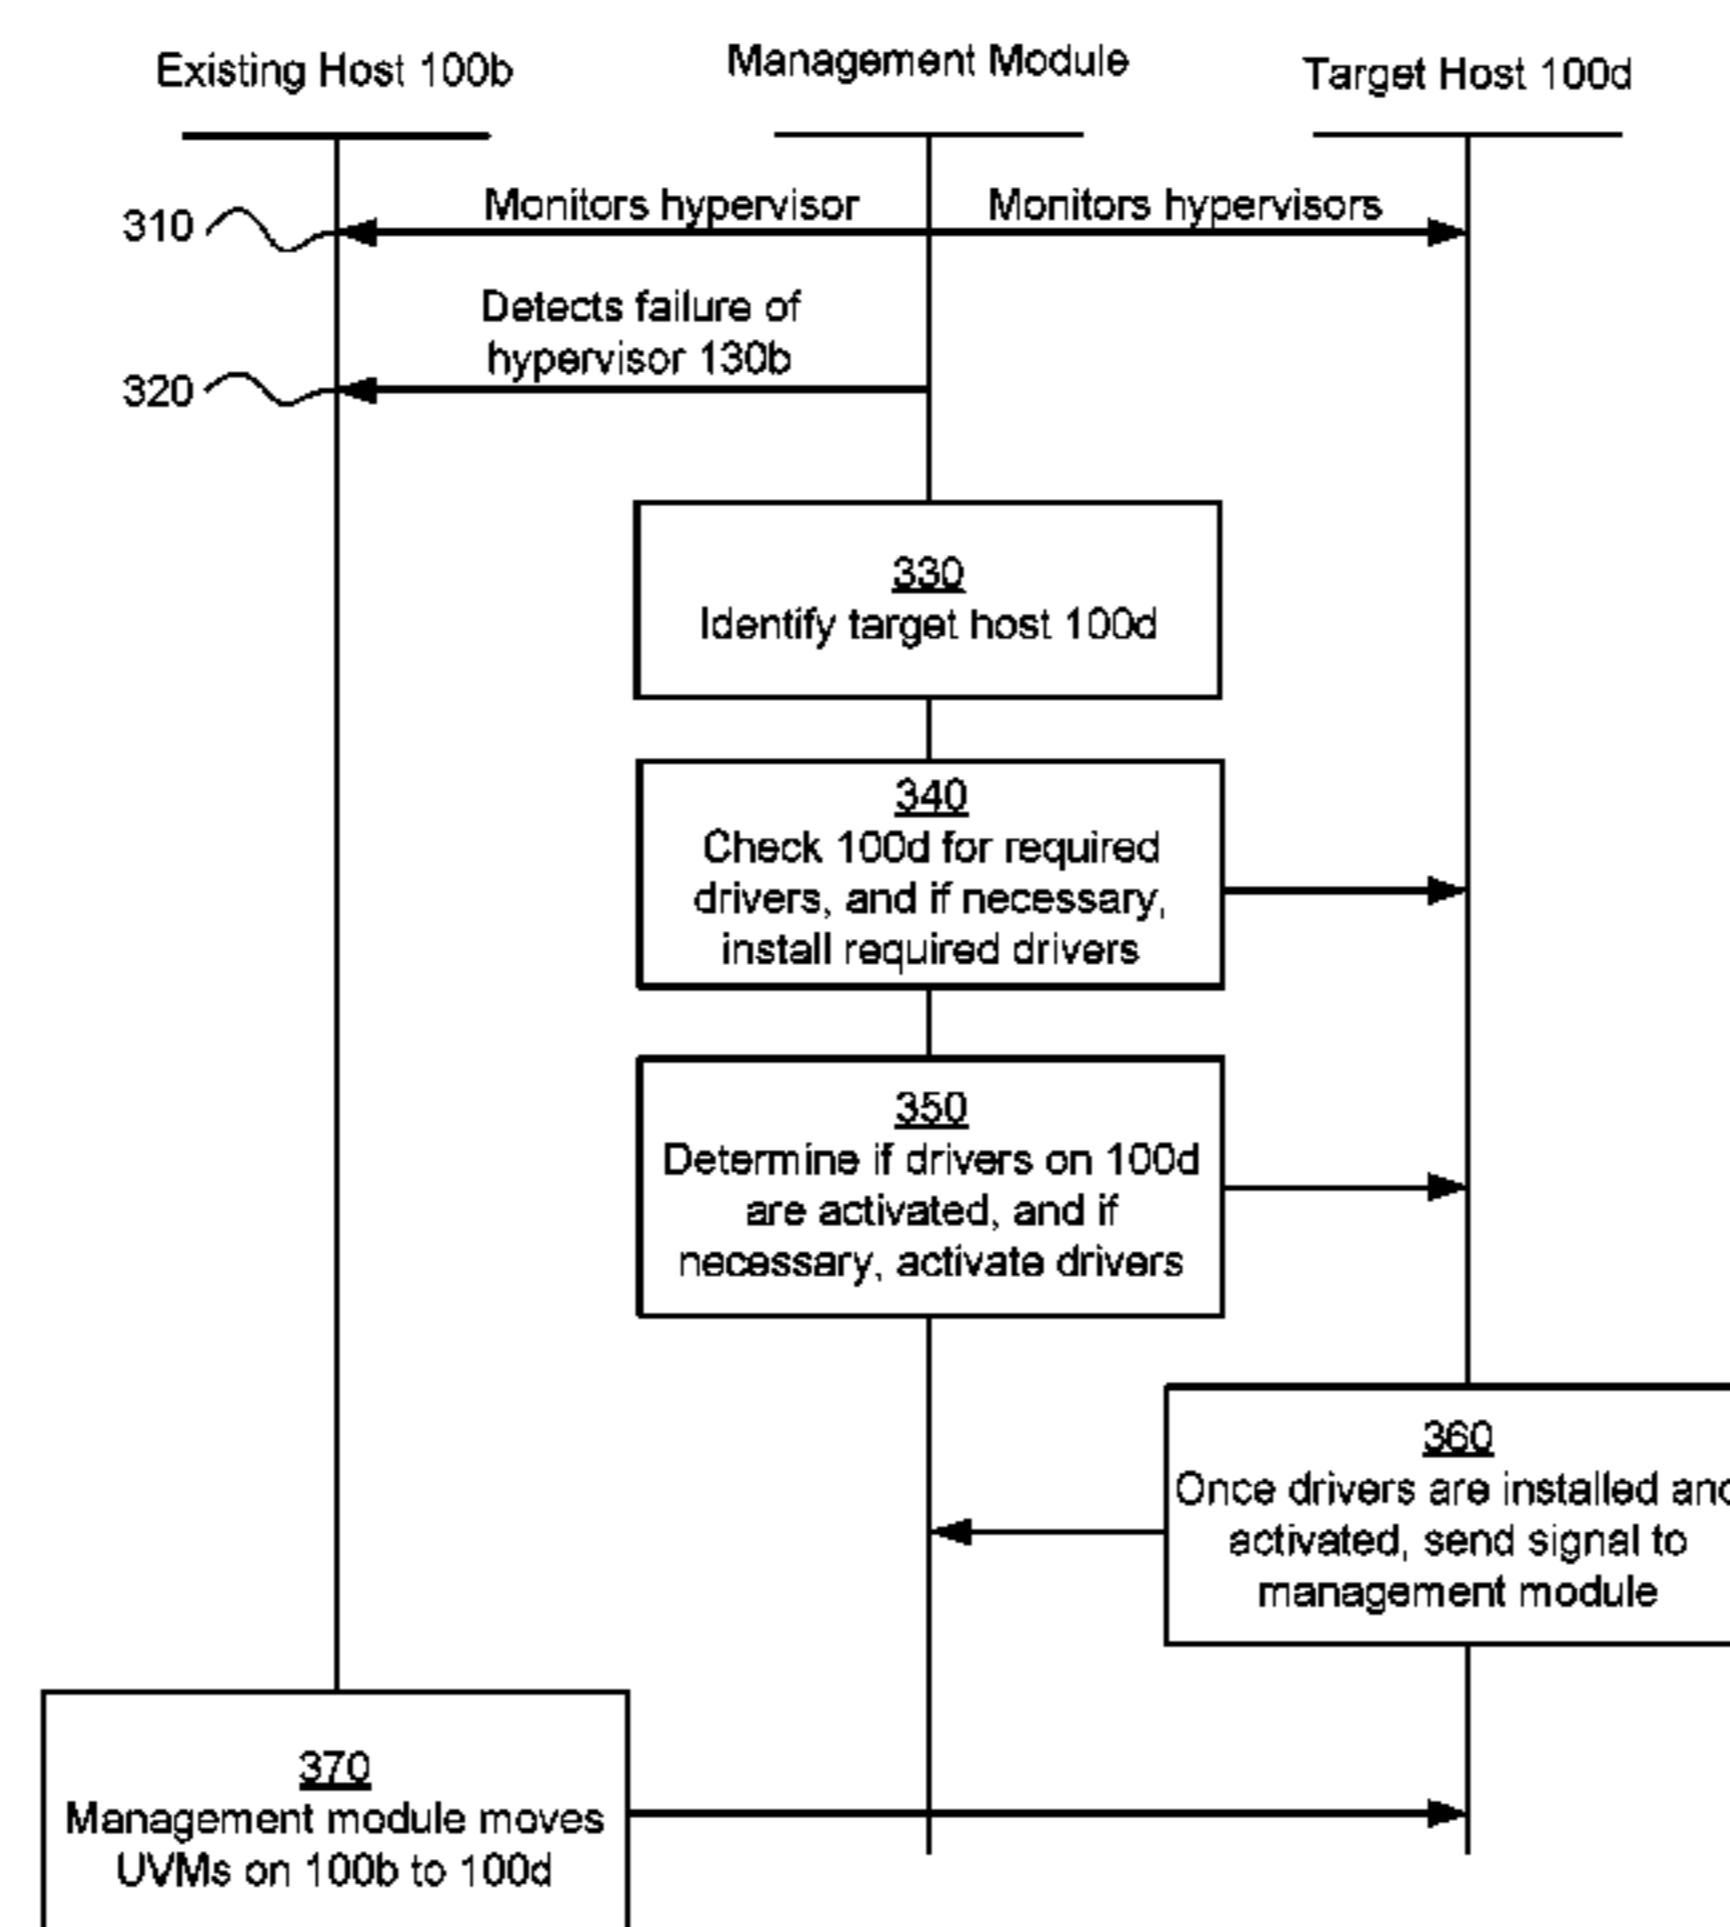 Existing Host 100b
Management Module
Target Host 100d
310
Monitors hypervisor
Monitors hypervisors
Detects failure of
hypervisor 130b
320
330
Identify target host 100d
340
Check 100d for required
drivers, and if necessary,
install required drivers
350
Determine if drivers on 100d
are activated, and if
necessary, activate drivers
360
Once drivers are installed and
activated, send signal to
management module
370
Management module moves
UVMs on 100b to 100d